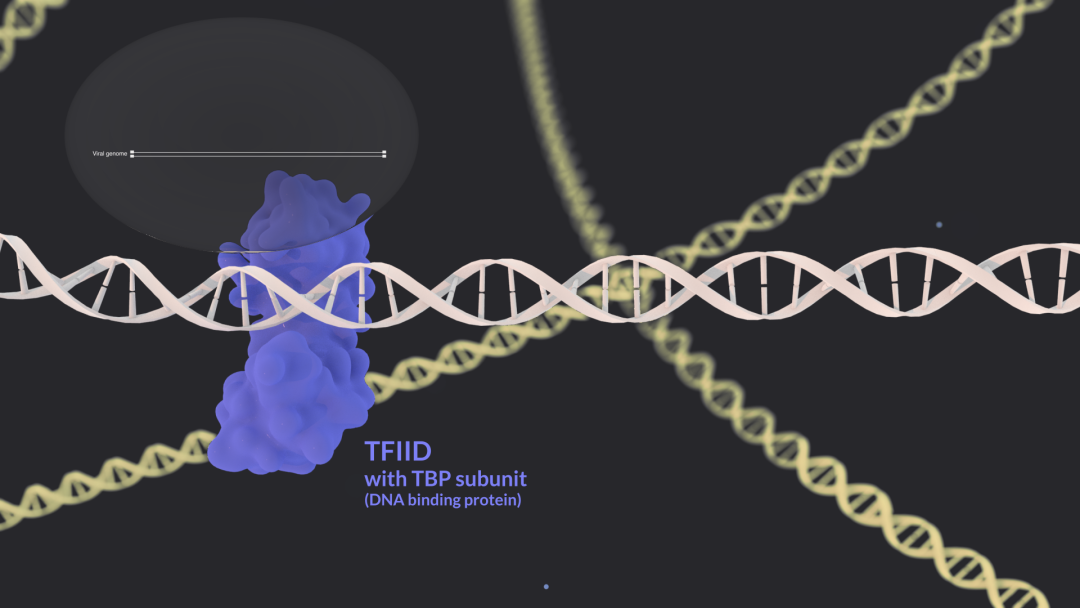 Viral genome
TFIID
with TBP subunit
(DNA binding protein)